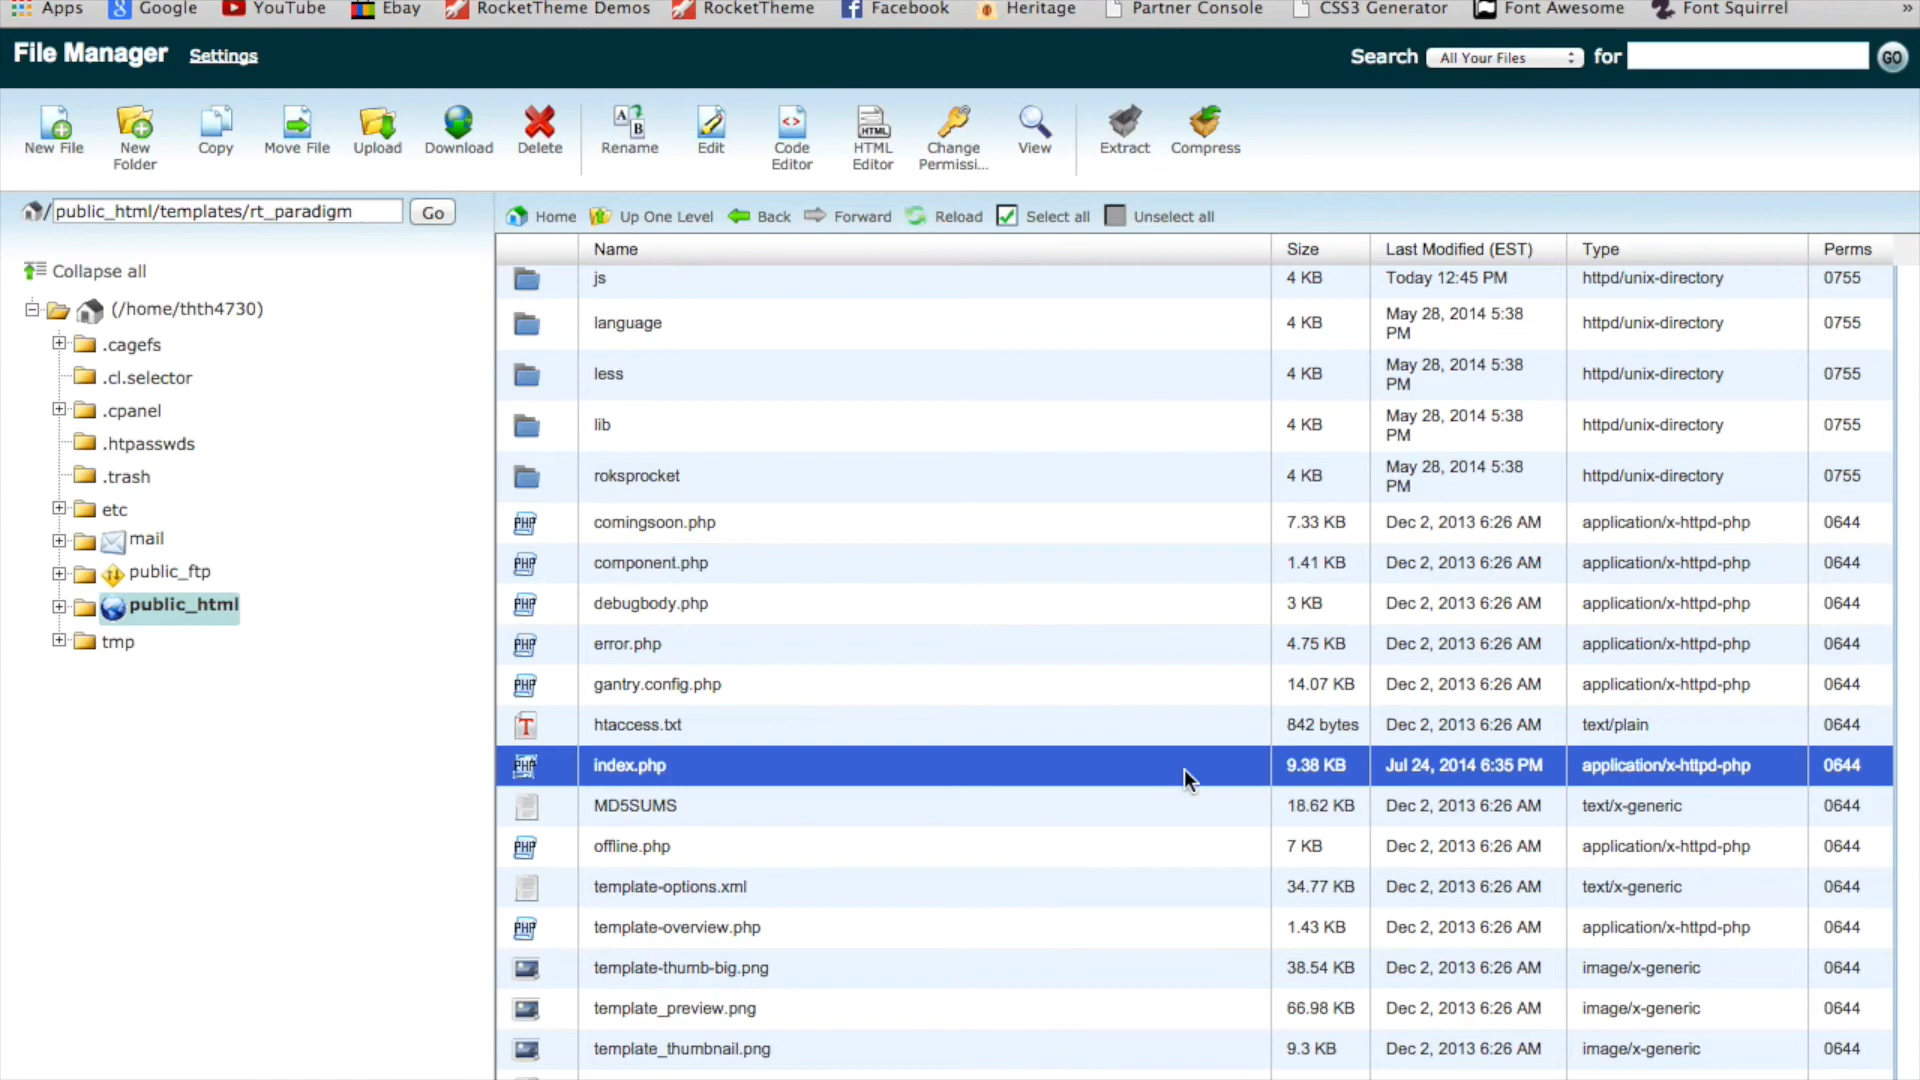 Apps Google YouTube Ebay RocketTheme Demos RocketTheme Facebook Heritage Partner Console CSS3 Generator Font Awesome Font Squirrel »
File Manager Settings Search All Your Files for GO
New File New Folder Copy Move File Upload Download Delete Rename Edit Code Editor HTML Editor Change Permissi... View Extract Compress
/ public_html/templates/rt_paradigm Go
Home Up One Level Back Forward Reload Select all Unselect all
Collapse all
(/home/thth4730)
.cagefs
.cl.selector
.cpanel
.htpasswds
.trash
etc
mail
public_ftp
public_html
tmp
Name Size Last Modified (EST) Type Perms
js 4 KB Today 12:45 PM httpd/unix-directory 0755
language 4 KB May 28, 2014 5:38 PM httpd/unix-directory 0755
less 4 KB May 28, 2014 5:38 PM httpd/unix-directory 0755
lib 4 KB May 28, 2014 5:38 PM httpd/unix-directory 0755
roksprocket 4 KB May 28, 2014 5:38 PM httpd/unix-directory 0755
PHP comingsoon.php 7.33 KB Dec 2, 2013 6:26 AM application/x-httpd-php 0644
PHP component.php 1.41 KB Dec 2, 2013 6:26 AM application/x-httpd-php 0644
PHP debugbody.php 3 KB Dec 2, 2013 6:26 AM application/x-httpd-php 0644
PHP error.php 4.75 KB Dec 2, 2013 6:26 AM application/x-httpd-php 0644
PHP gantry.config.php 14.07 KB Dec 2, 2013 6:26 AM application/x-httpd-php 0644
T htaccess.txt 842 bytes Dec 2, 2013 6:26 AM text/plain 0644
PHP index.php 9.38 KB Jul 24, 2014 6:35 PM application/x-httpd-php 0644
MD5SUMS 18.62 KB Dec 2, 2013 6:26 AM text/x-generic 0644
PHP offline.php 7 KB Dec 2, 2013 6:26 AM application/x-httpd-php 0644
template-options.xml 34.77 KB Dec 2, 2013 6:26 AM text/x-generic 0644
PHP template-overview.php 1.43 KB Dec 2, 2013 6:26 AM application/x-httpd-php 0644
template-thumb-big.png 38.54 KB Dec 2, 2013 6:26 AM image/x-generic 0644
template_preview.png 66.98 KB Dec 2, 2013 6:26 AM image/x-generic 0644
template_thumbnail.png 9.3 KB Dec 2, 2013 6:26 AM image/x-generic 0644